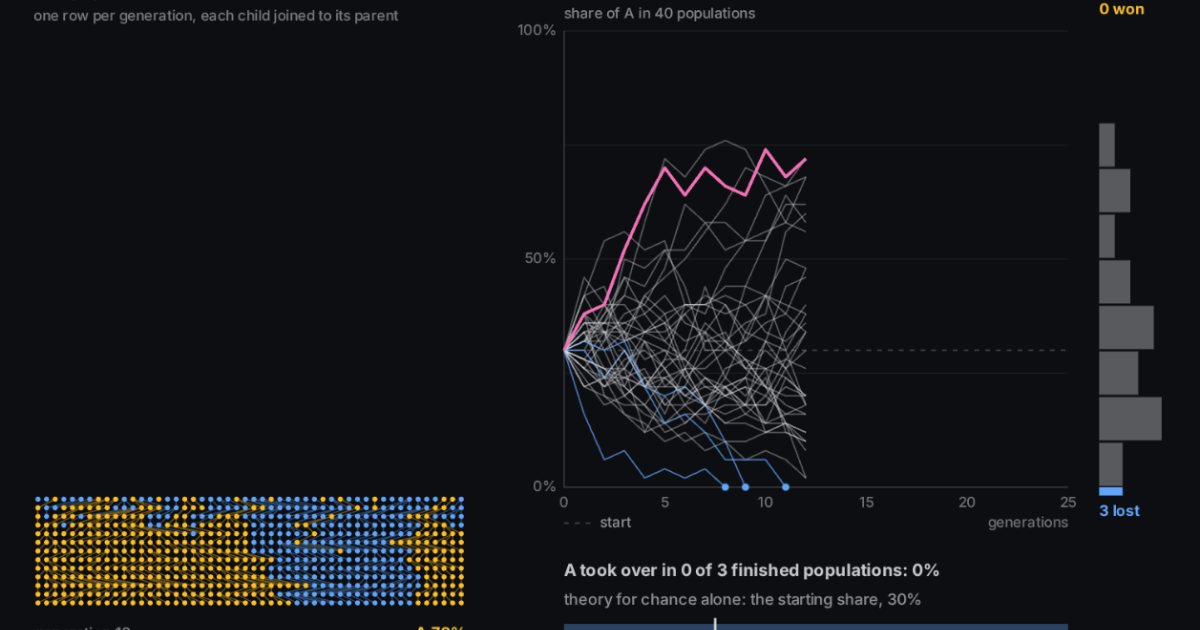 one row per generation, each child joined to its parent
share of A in 40 populations
0 won
100%
50%
0%
0 5 10 15 20 25
start
generations
3 lost
A took over in 0 of 3 finished populations: 0%
theory for chance alone: the starting share, 30%